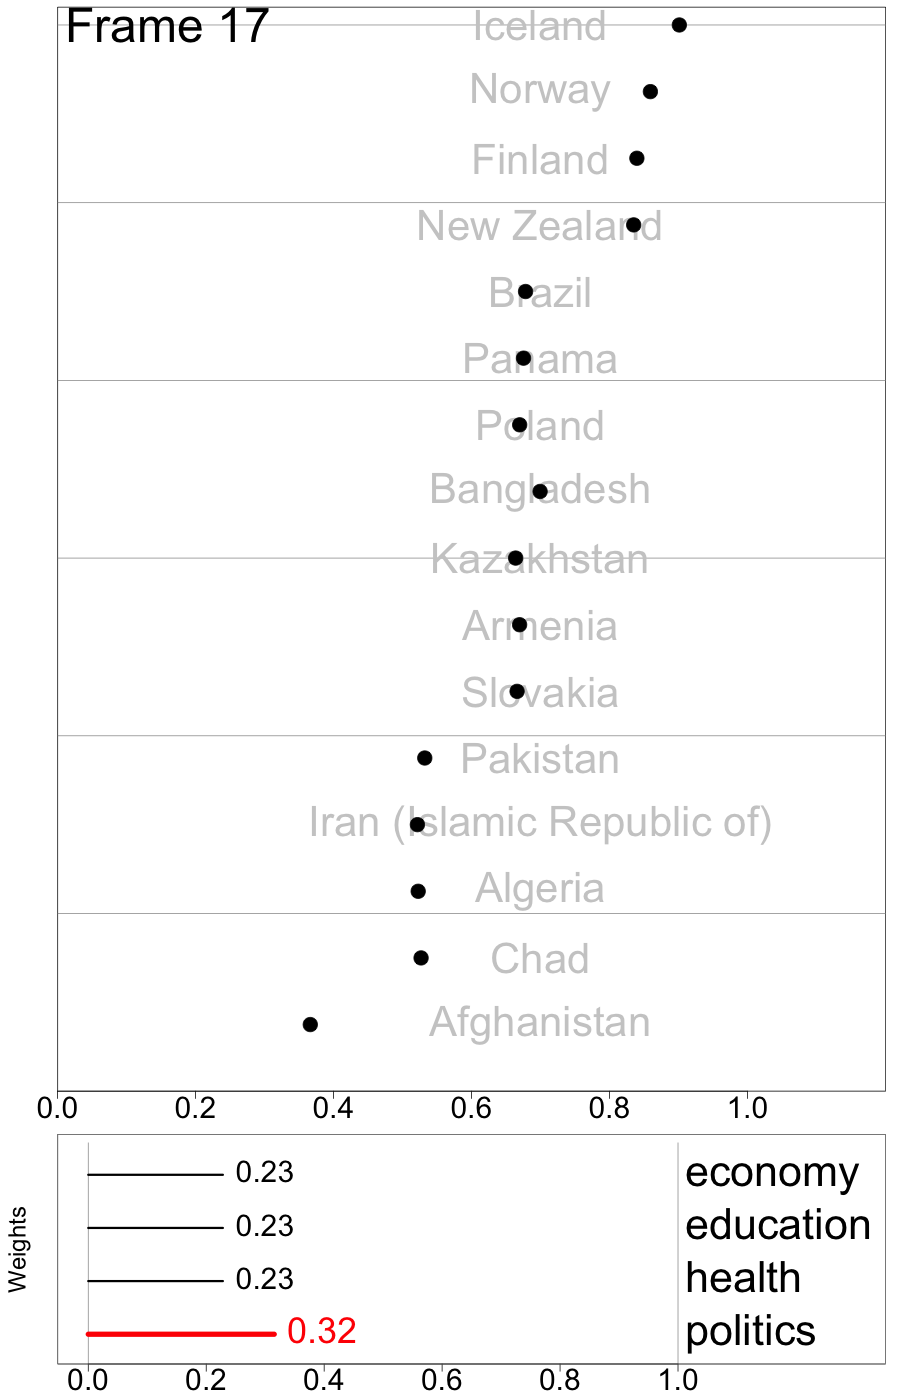 Frame 17
Iceland
Norway
Finland
New Zealand
Brazil
Panama
Poland
Bangladesh
Kazakhstan
Armenia
Slovakia
Pakistan
Iran (Islamic Republic of)
Algeria
Chad
Afghanistan
0.0 0.2 0.4 0.6 0.8 1.0
Weights
0.23 economy
0.23 education
0.23 health
0.32 politics
0.0 0.2 0.4 0.6 0.8 1.0